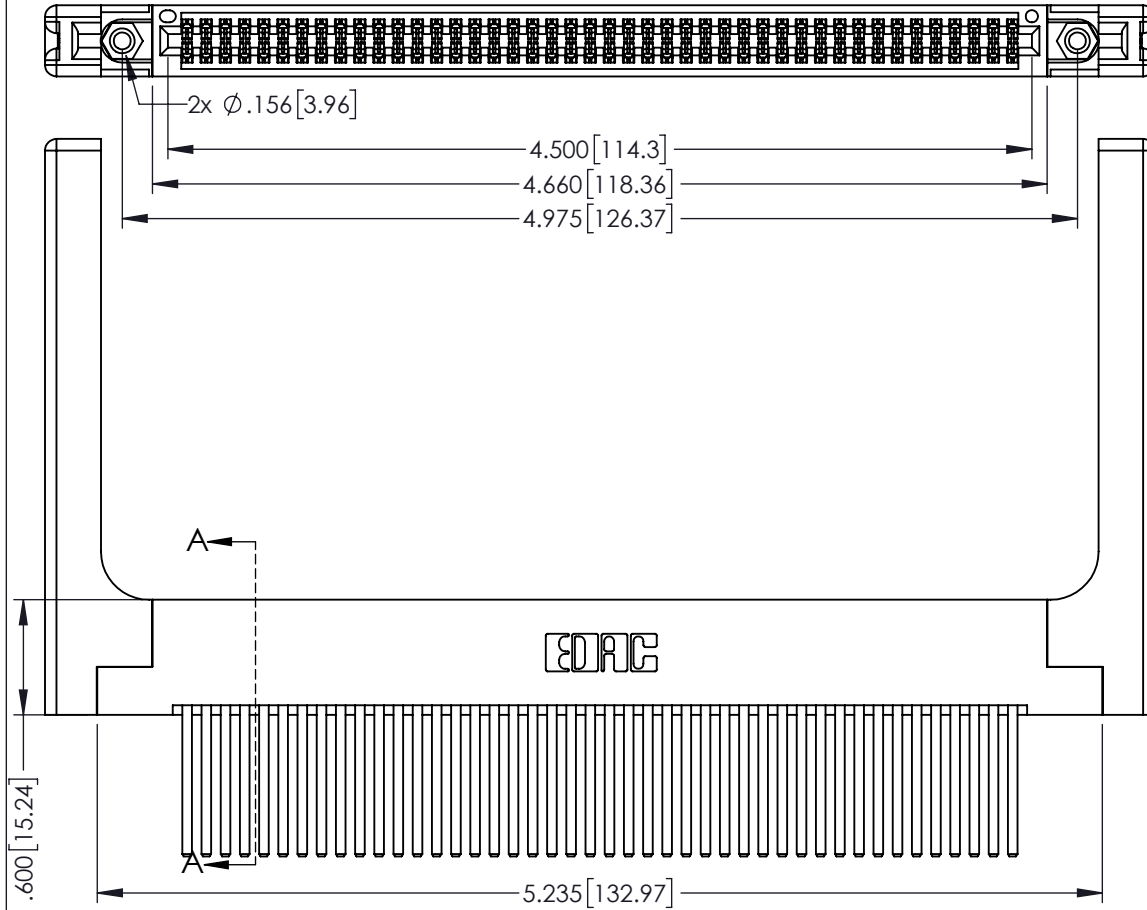 2x ∅.156[3.96]
4.500[114.3]
4.660[118.36]
4.975[126.37]
A
EDAC
.600[15.24]
A
5.235[132.97]